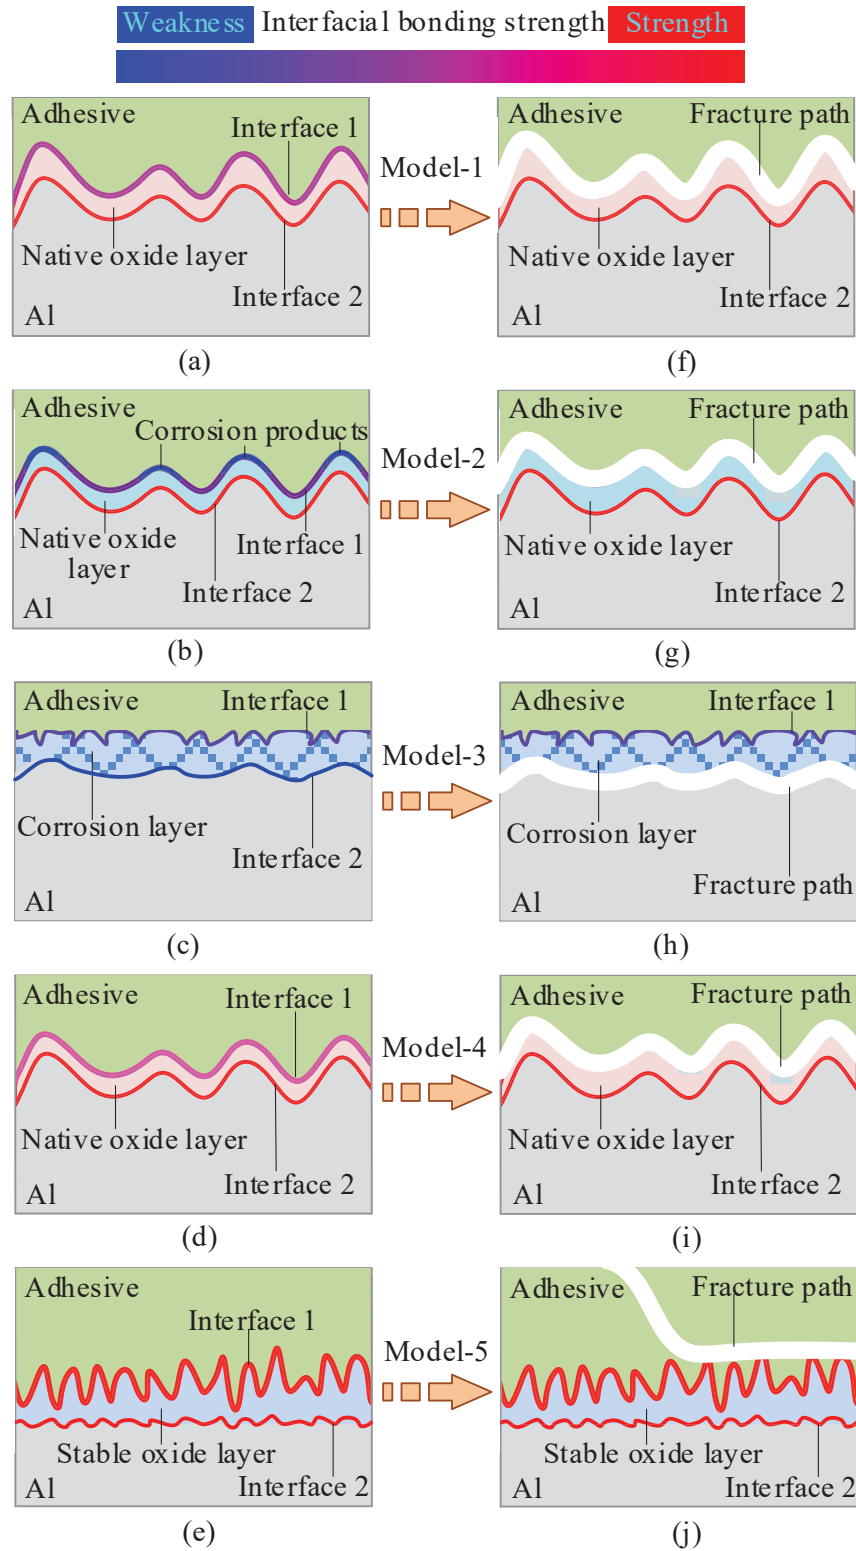 Weakness Interfacial bonding strength Strength
Adhesive
Interface 1
Native oxide layer
Interface 2
Al
(a)
Model-1
Adhesive
Fracture path
Native oxide layer
Interface 2
Al
(f)
Adhesive
Corrosion products
Native oxide
layer
Interface 1
Interface 2
Al
(b)
Model-2
Adhesive
Fracture path
Native oxide layer
Interface 2
Al
(g)
Adhesive
Interface 1
Corrosion layer
Interface 2
Al
(c)
Model-3
Adhesive
Interface 1
Corrosion layer
Fracture path
Al
(h)
Adhesive
Interface 1
Native oxide layer
Interface 2
Al
(d)
Model-4
Adhesive
Fracture path
Native oxide layer
Interface 2
Al
(i)
Adhesive
Interface 1
Stable oxide layer
Interface 2
Al
(e)
Model-5
Adhesive
Fracture path
Stable oxide layer
Interface 2
Al
(j)